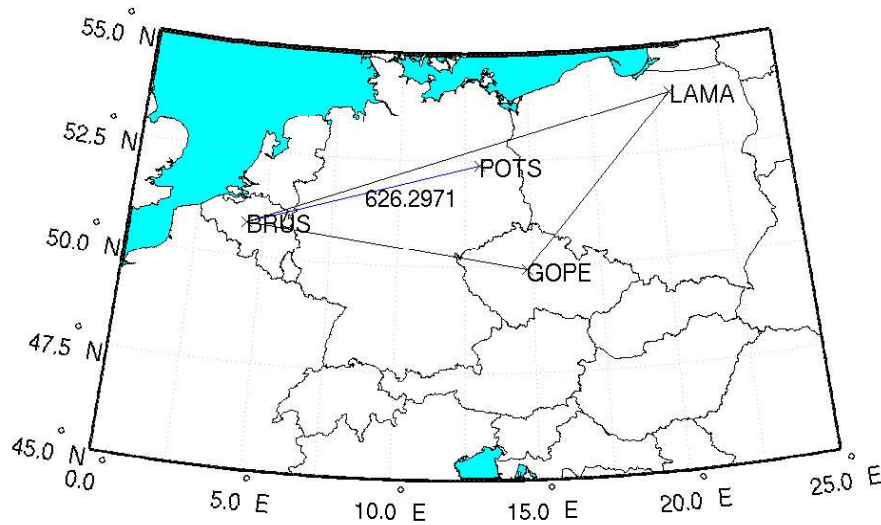 55.0° N
52.5° N
50.0° N
47.5° N
45.0° N
LAMA
POTS
626.2971
BRUS
GOPE
0.0°
5.0° E
10.0° E
15.0° E
20.0° E
25.0° E